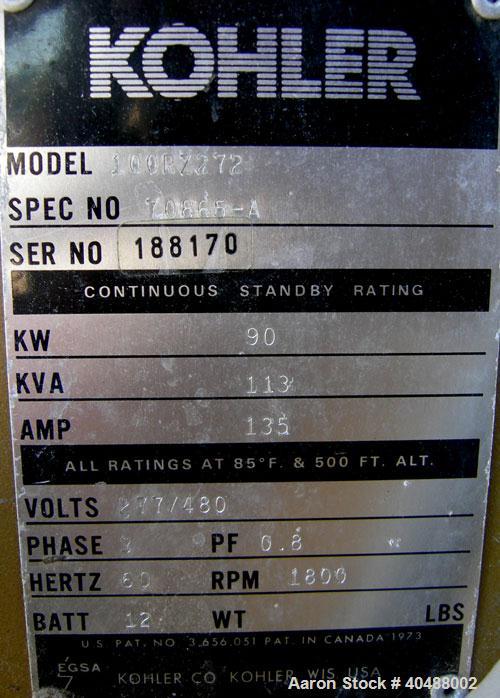 KOHLER
MODEL 100RZ272
SPEC NO
SER NO 188170
CONTINUOUS STANDBY RATING
KW 90
KVA 113
AMP 135
ALL RATINGS AT 85°F. & 500 FT. ALT.
VOLTS 277/480
PHASE 3 PF 0.8
HERTZ 60 RPM 1800
BATT 12 WT LBS
U.S. PAT. NO. 3,656,051 PAT. IN CANADA 1973
EGSA
KOHLER CO. KOHLER, WIS. USA
Aaron Stock # 40488002